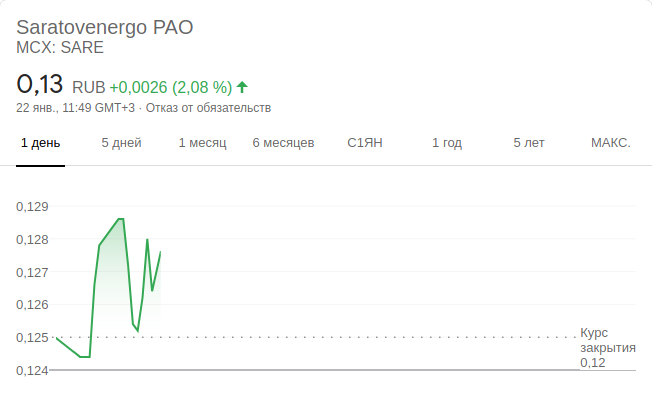 Saratovenergo PAO
MCX: SARE
0,13 RUB +0,0026 (2,08 %)
22 янв., 11:49 GMT+3 · Отказ от обязательств
1 день 5 дней 1 месяц 6 месяцев С1ЯН 1 год 5 лет МАКС.
0,129
0,128
0,127
0,126
0,125
0,124
Курс
закрытия
0,12